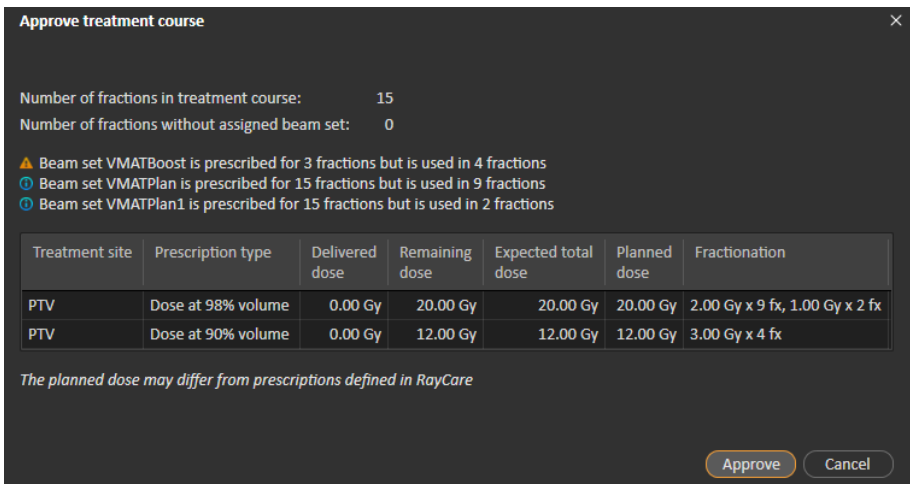 Approve treatment course
Number of fractions in treatment course: 15
Number of fractions without assigned beam set: 0
Beam set VMATBoost is prescribed for 3 fractions but is used in 4 fractions
Beam set VMATPlan is prescribed for 15 fractions but is used in 9 fractions
Beam set VMATPlan1 is prescribed for 15 fractions but is used in 2 fractions
Treatment site Prescription type Delivered dose Remaining dose Expected total dose Planned dose Fractionation
PTV Dose at 98% volume 0.00 Gy 20.00 Gy 20.00 Gy 20.00 Gy 2.00 Gy x 9 fx, 1.00 Gy x 2 fx
PTV Dose at 90% volume 0.00 Gy 12.00 Gy 12.00 Gy 12.00 Gy 3.00 Gy x 4 fx
The planned dose may differ from prescriptions defined in RayCare
Approve Cancel